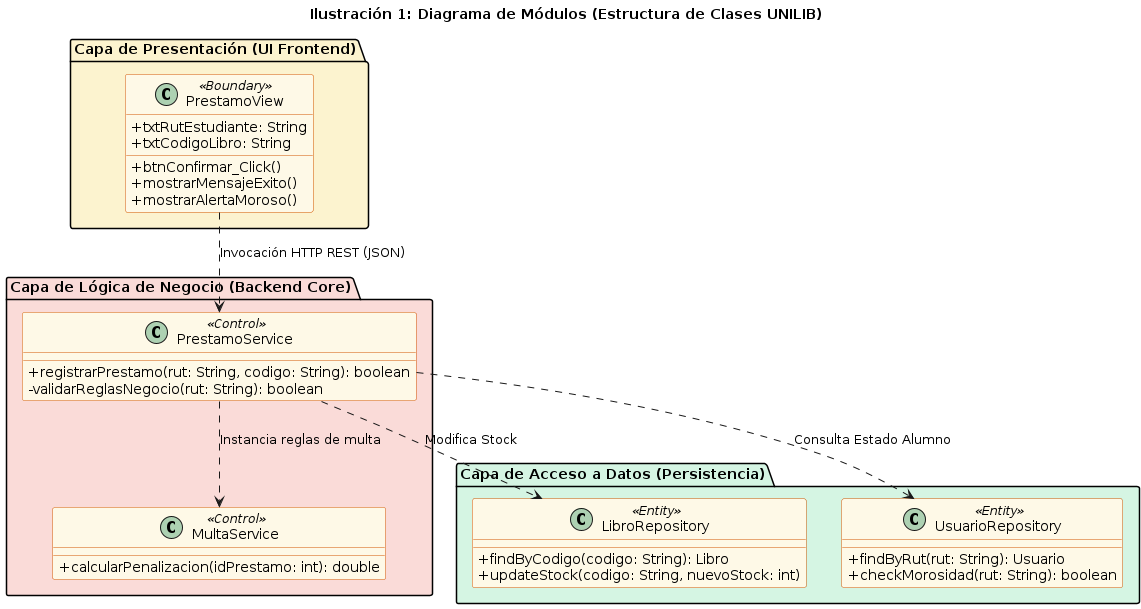 Ilustración 1: Diagrama de Módulos (Estructura de Clases UNILIB)
Capa de Presentación (UI Frontend)
C
«Boundary»
PrestamoView
+txtRutEstudiante: String
+txtCodigoLibro: String
+btnConfirmar_Click()
+mostrarMensajeExito()
+mostrarAlertaMoroso()
Invocación HTTP REST (JSON)
Capa de Lógica de Negocio (Backend Core)
C
«Control»
PrestamoService
+registrarPrestamo(rut: String, codigo: String): boolean
-validarReglasNegocio(rut: String): boolean
Instancia reglas de multa
Modifica Stock
Consulta Estado Alumno
C
«Control»
MultaService
+calcularPenalizacion(idPrestamo: int): double
Capa de Acceso a Datos (Persistencia)
C
«Entity»
LibroRepository
+findByCodigo(codigo: String): Libro
+updateStock(codigo: String, nuevoStock: int)
C
«Entity»
UsuarioRepository
+findByRut(rut: String): Usuario
+checkMorosidad(rut: String): boolean